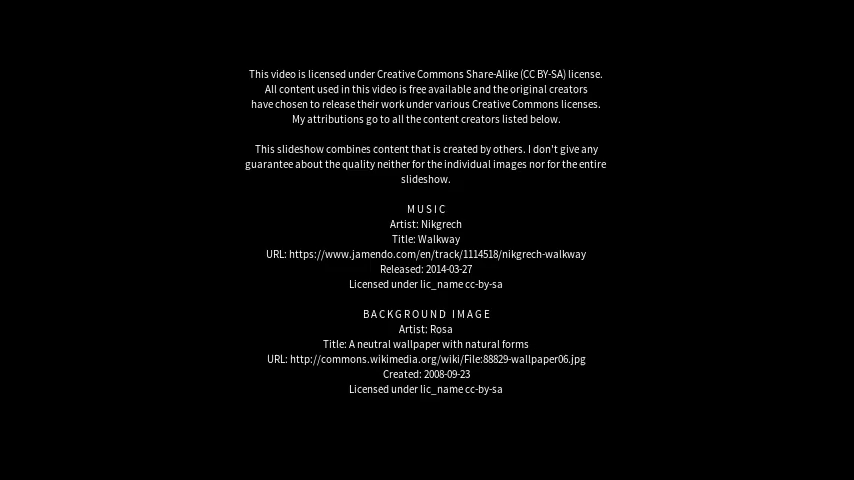 This video is licensed under Creative Commons Share-Alike (CC BY-SA) license.
All content used in this video is free available and the original creators
have chosen to release their work under various Creative Commons licenses.
My attributions go to all the content creators listed below.
This slideshow combines content that is created by others. I don't give any
guarantee about the quality neither for the individual images nor for the entire
slideshow.
MUSIC
Artist: Nikgrech
Title: Walkway
URL: https://www.jamendo.com/en/track/1114518/nikgrech-walkway
Released: 2014-03-27
Licensed under lic_name cc-by-sa
BACKGROUND IMAGE
Artist: Rosa
Title: A neutral wallpaper with natural forms
URL: http://commons.wikimedia.org/wiki/File:88829-wallpaper06.jpg
Created: 2008-09-23
Licensed under lic_name cc-by-sa